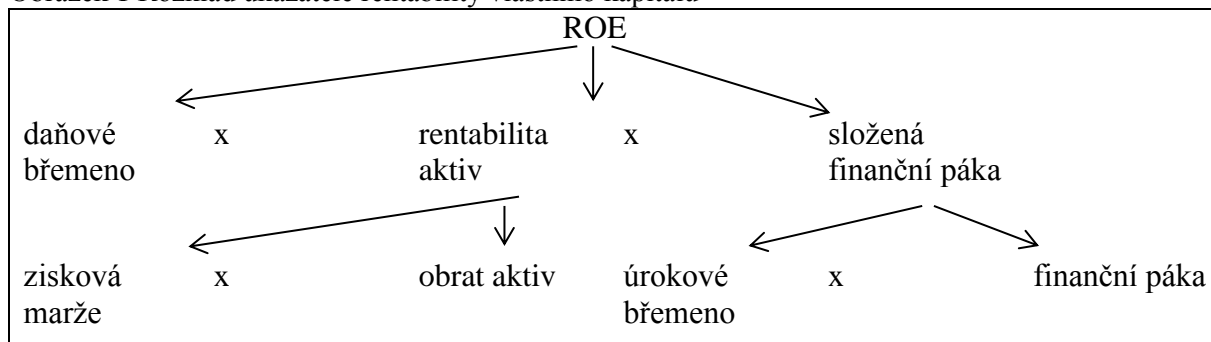 Obrázek 1 Rozklad ukazatele rentability vlastního kapitálu
ROE
daňové x rentabilita x složená
břemeno aktiv finanční páka
zisková x obrat aktiv úrokové x finanční páka
marže břemeno